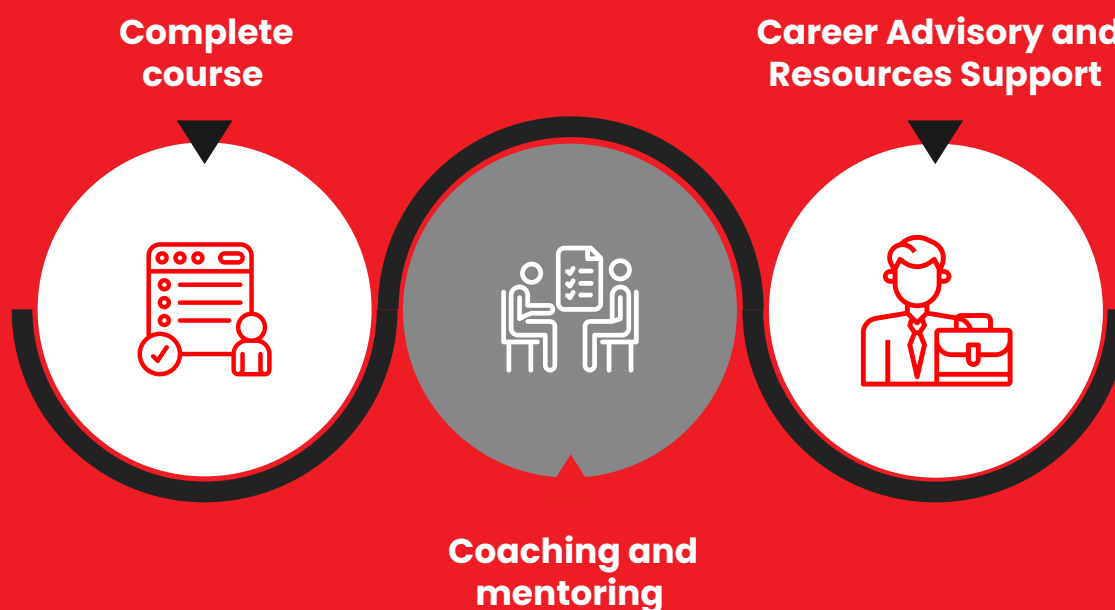 Complete
course
Career Advisory and
Resources Support
Coaching and
mentoring